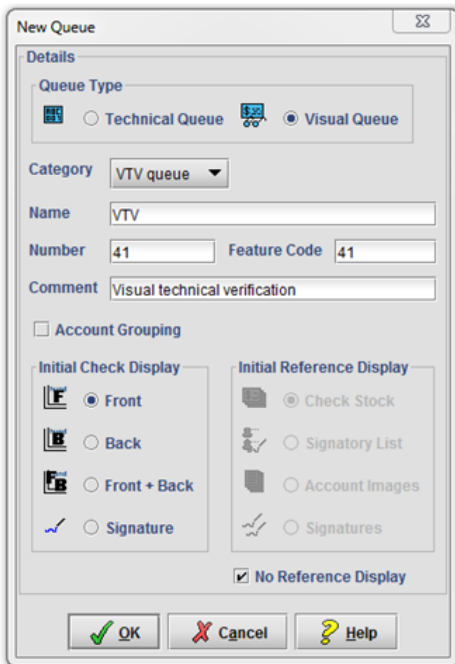 New Queue
Details
Queue Type
Technical Queue Visual Queue
Category VTV queue
Name VTV
Number 41 Feature Code 41
Comment Visual technical verification
Account Grouping
Initial Check Display
F Front
B Back
F and B Front + Back
Signature
Initial Reference Display
Check Stock
Signatory List
Account Images
Signatures
No Reference Display
OK Cancel Help